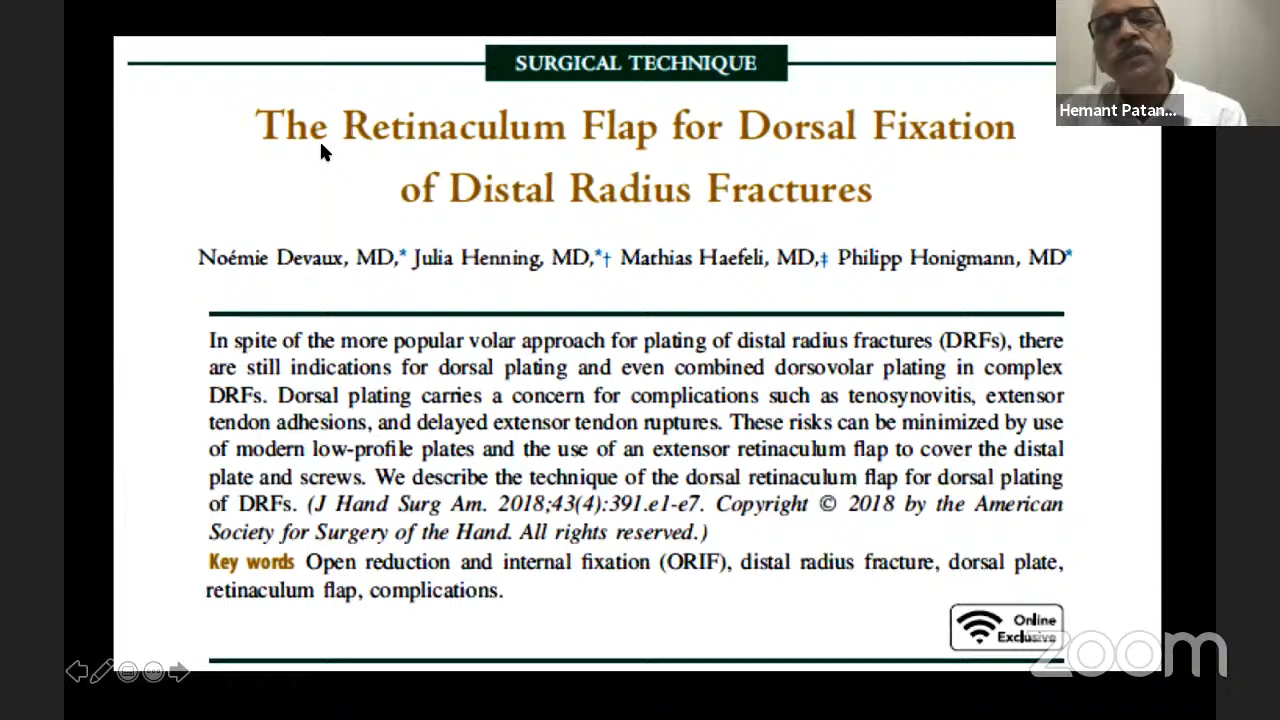 SURGICAL TECHNIQUE
The Retinaculum Flap for Dorsal Fixation
of Distal Radius Fractures
Noémie Devaux, MD,* Julia Henning, MD,*† Mathias Haefeli, MD,‡ Philipp Honigmann, MD*
In spite of the more popular volar approach for plating of distal radius fractures (DRFs), there
are still indications for dorsal plating and even combined dorsovolar plating in complex
DRFs. Dorsal plating carries a concern for complications such as tenosynovitis, extensor
tendon adhesions, and delayed extensor tendon ruptures. These risks can be minimized by use
of modern low-profile plates and the use of an extensor retinaculum flap to cover the distal
plate and screws. We describe the technique of the dorsal retinaculum flap for dorsal plating
of DRFs. (J Hand Surg Am. 2018;43(4):391.e1-e7. Copyright © 2018 by the American
Society for Surgery of the Hand. All rights reserved.)
Key words Open reduction and internal fixation (ORIF), distal radius fracture, dorsal plate,
retinaculum flap, complications.
Online
Exclusive
Hemant Patan...
zoom